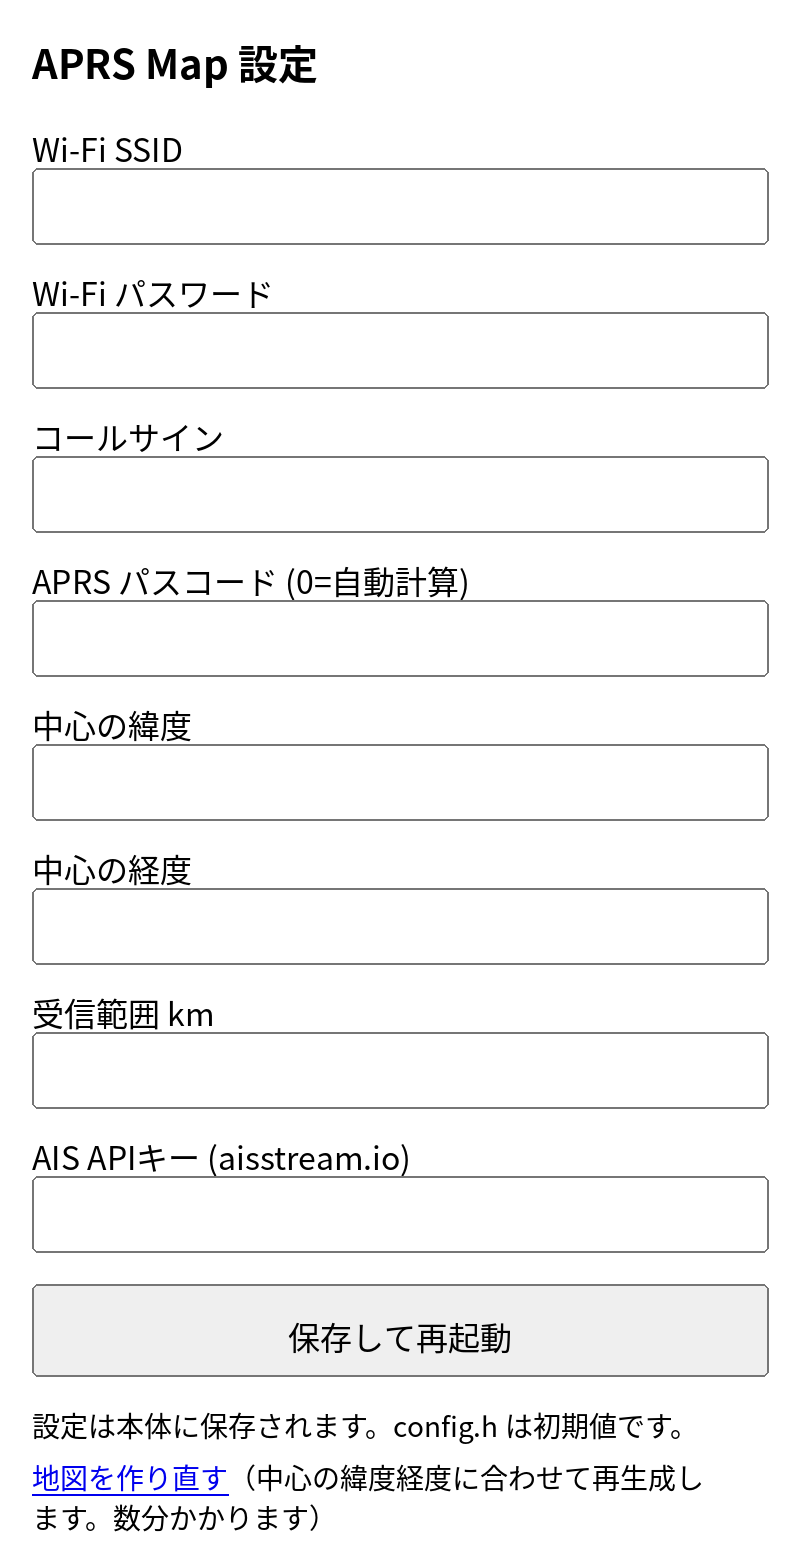 APRS Map 設定
Wi-Fi SSID
Wi-Fi パスワード
コールサイン
APRS パスコード (0=自動計算)
中心の緯度
中心の経度
受信範囲 km
AIS APIキー (aisstream.io)
保存して再起動
設定は本体に保存されます。config.h は初期値です。
地図を作り直す（中心の緯度経度に合わせて再生成し
ます。数分かかります）